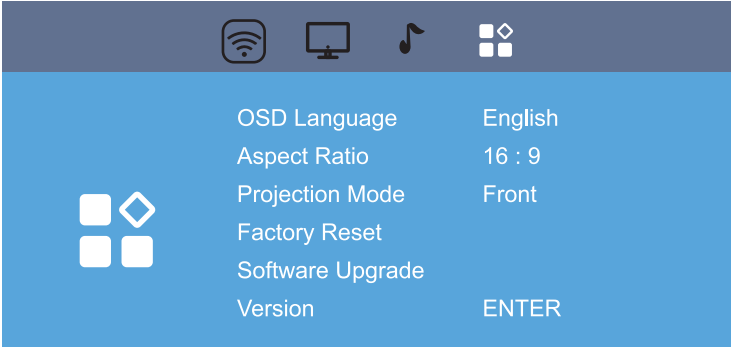 OSD Language English
Aspect Ratio 16 : 9
Projection Mode Front
Factory Reset
Software Upgrade
Version ENTER